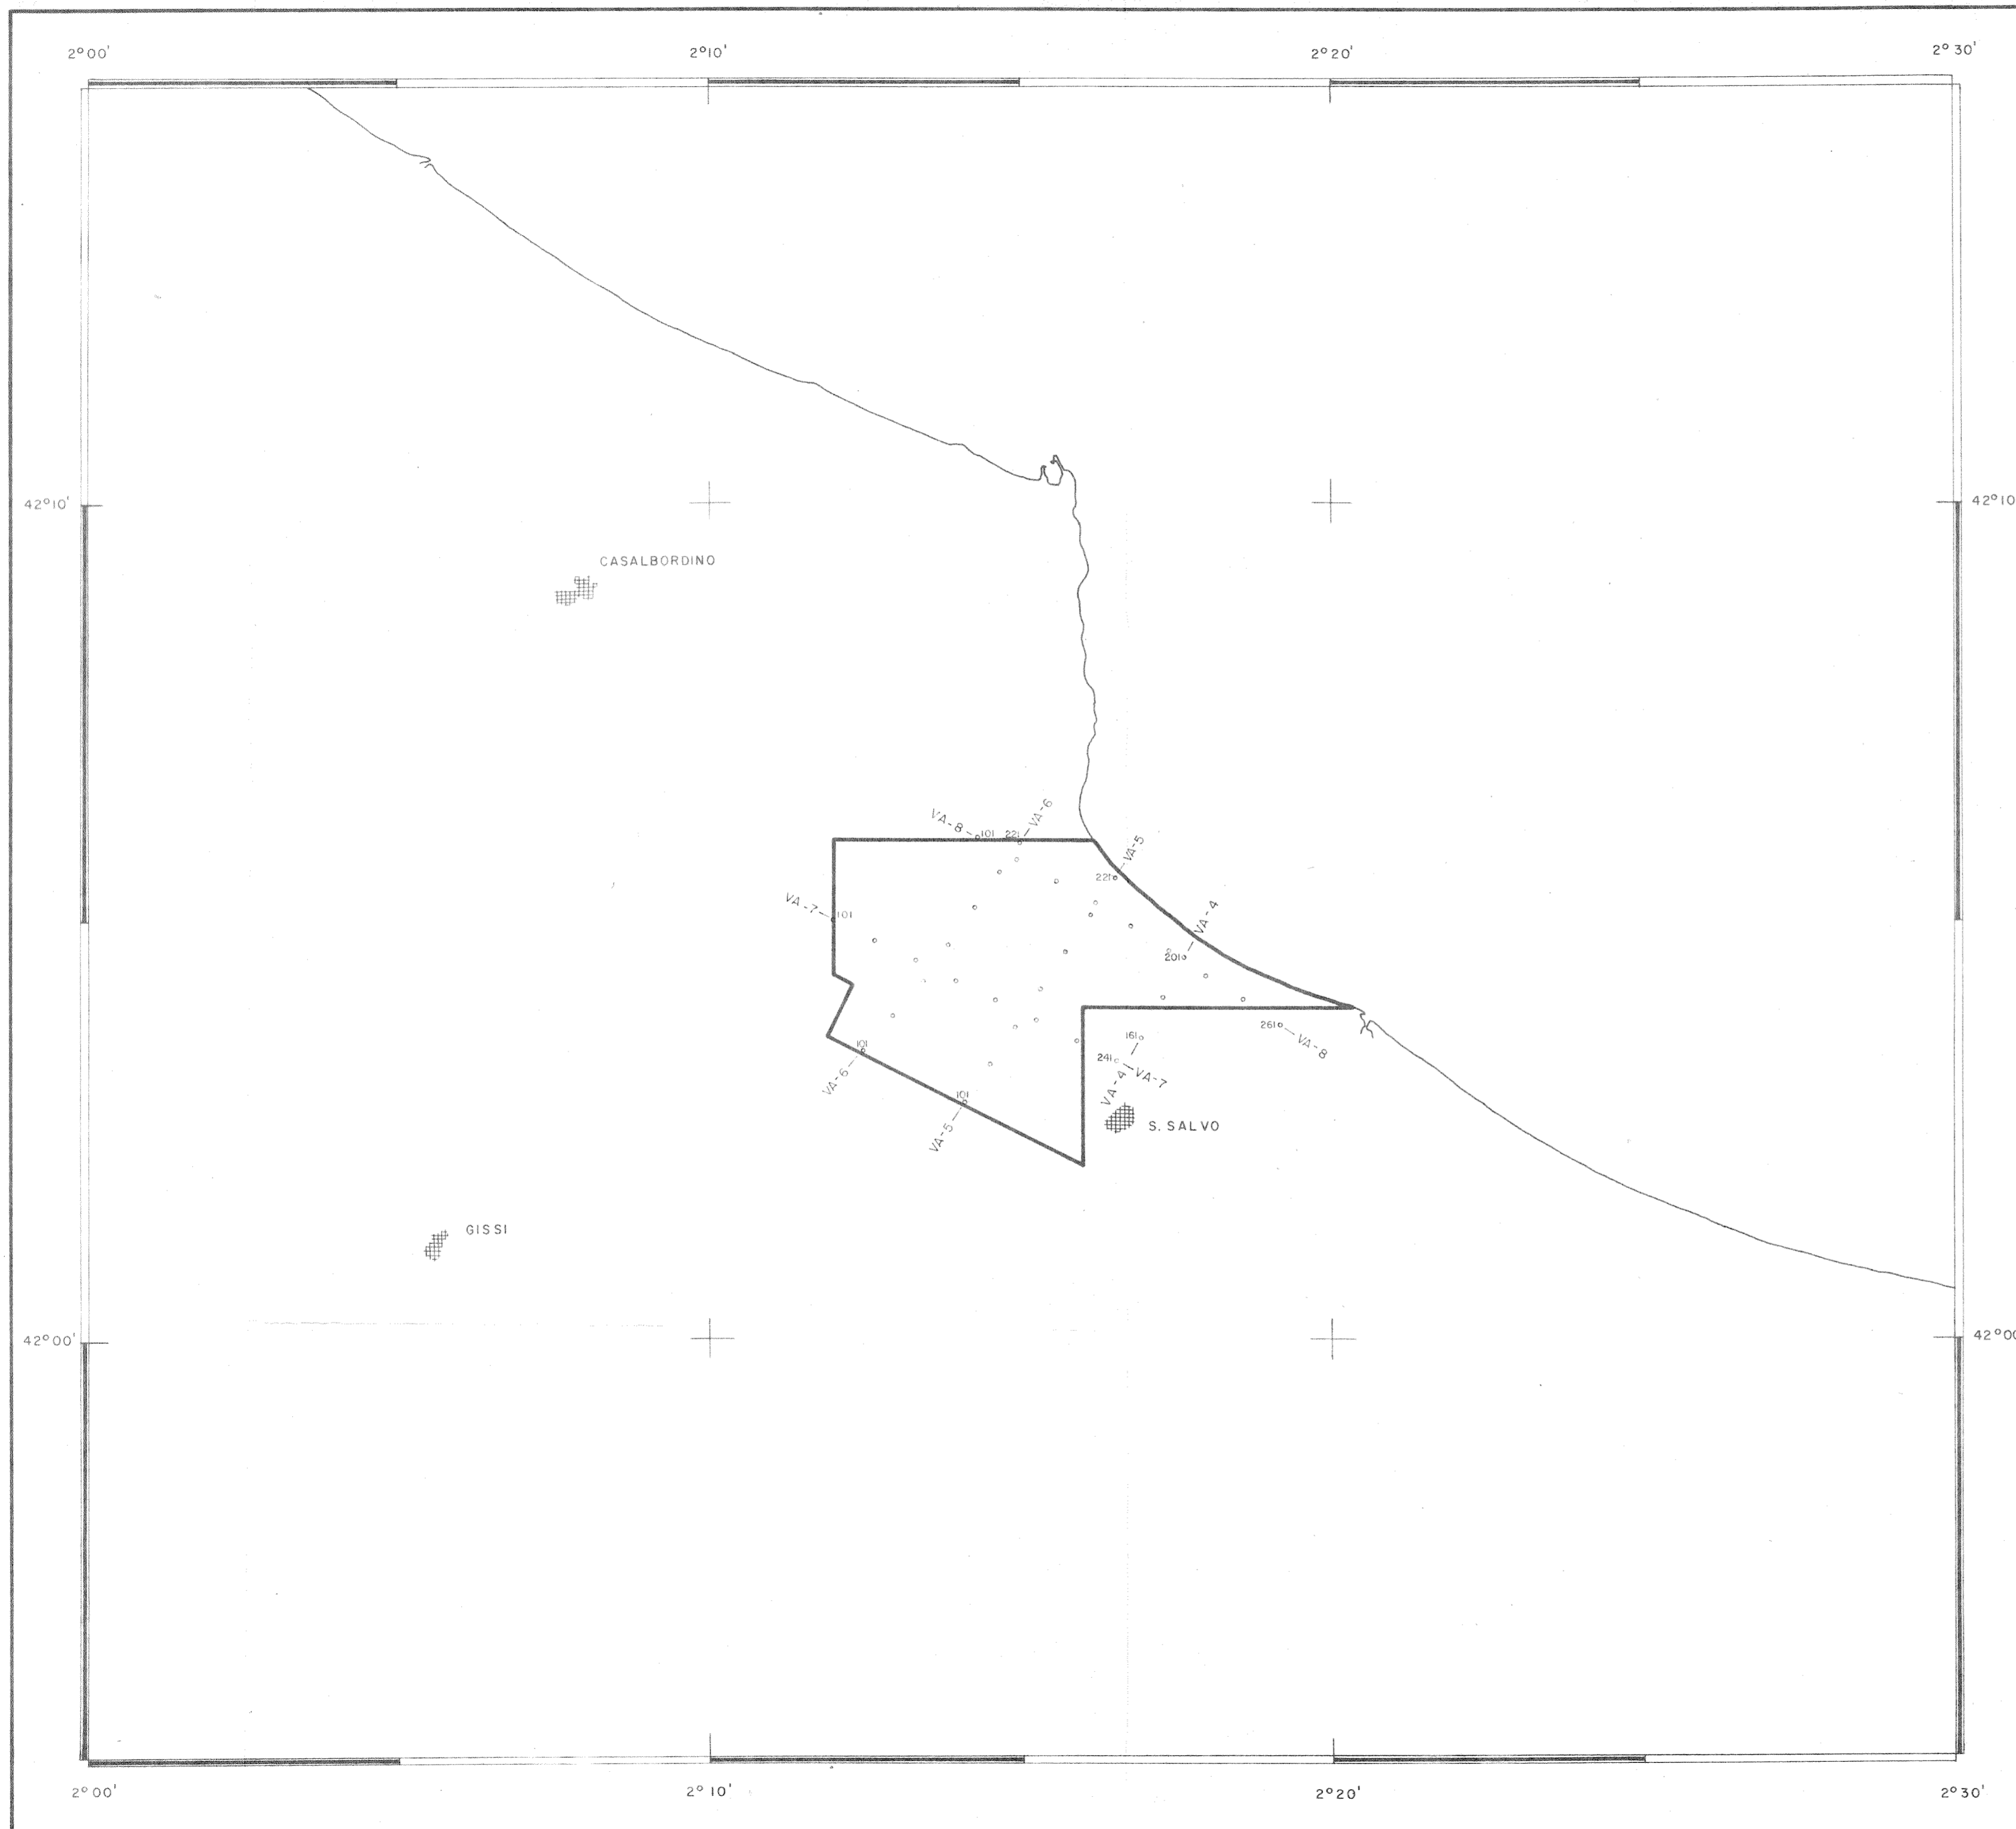 2°00' 2°10' 2°20' 2°30'
42°10' 42°10
CASALBORDINO
VA-8 101 221 VA-6
221 VA-5
VA-7 101
201 VA-4
261 VA-8
161
241 VA-7
VA-4
101
VA-6
101
VA-5
S. SALVO
GISSI
42°00' 42°00
2°00' 2°10' 2°20' 2°30'